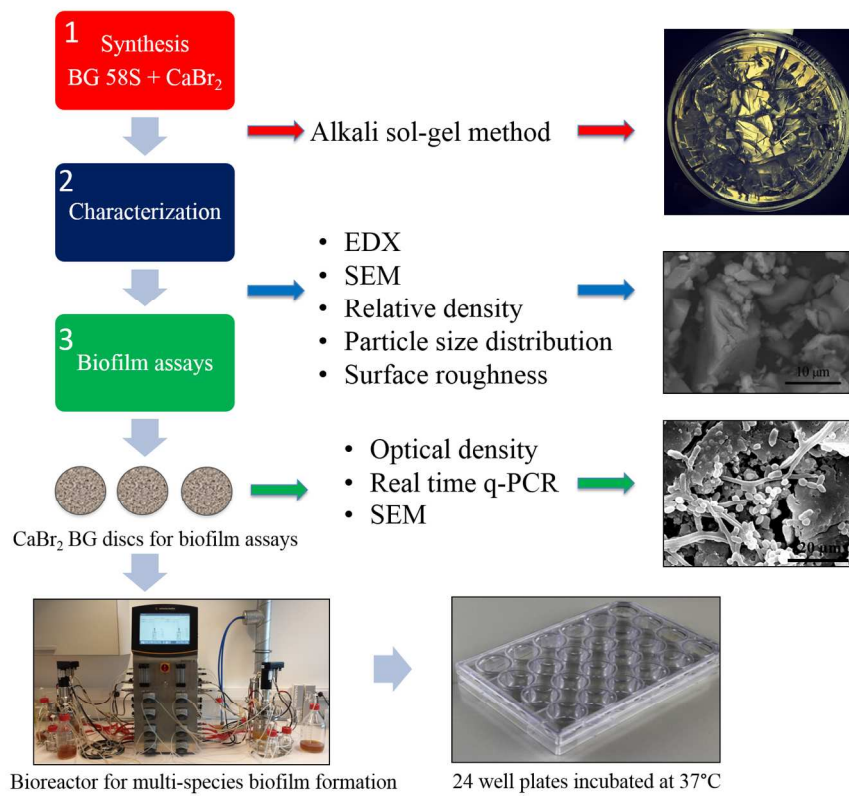 1
Synthesis
BG 58S + CaBr₂
Alkali sol-gel method
2
Characterization
• EDX
• SEM
• Relative density
• Particle size distribution
• Surface roughness
10 µm
3
Biofilm assays
• Optical density
• Real time q-PCR
• SEM
20 µm
CaBr₂ BG discs for biofilm assays
Bioreactor for multi-species biofilm formation
24 well plates incubated at 37°C